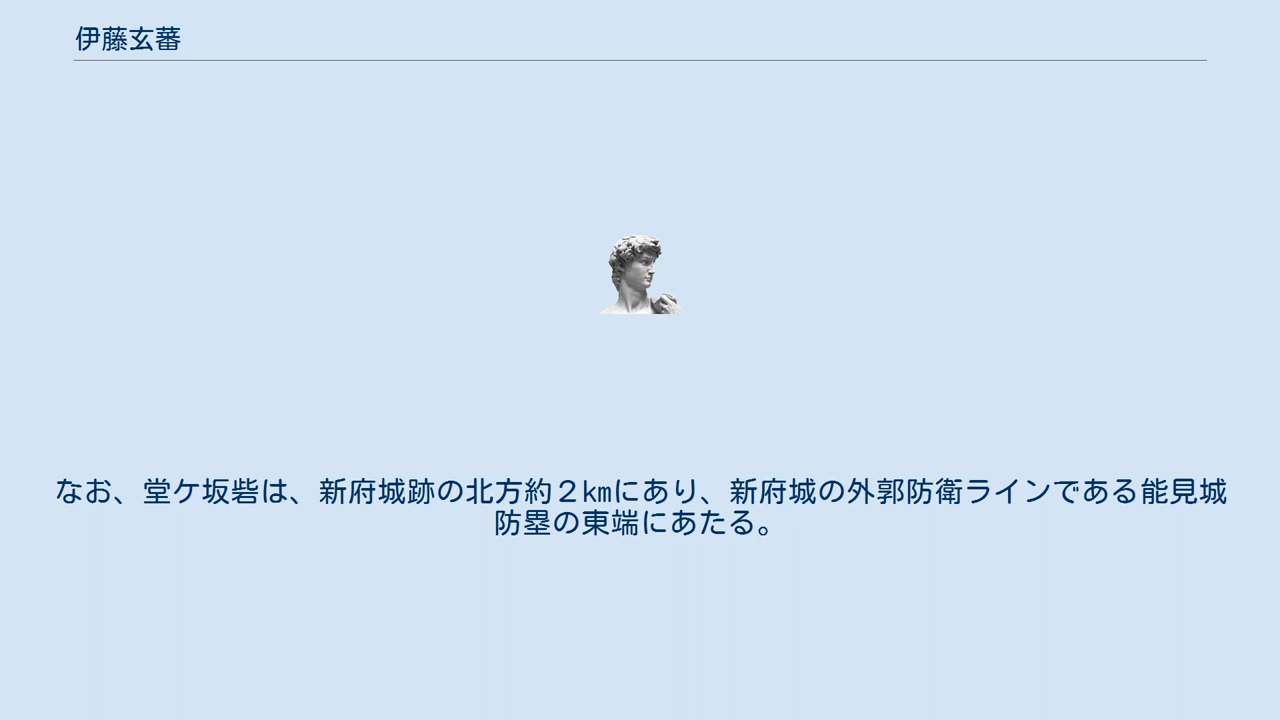 伊藤玄蕃
なお、堂ケ坂砦は、新府城跡の北方約２㎞にあり、新府城の外郭防衛ラインである能見城
防塁の東端にあたる。